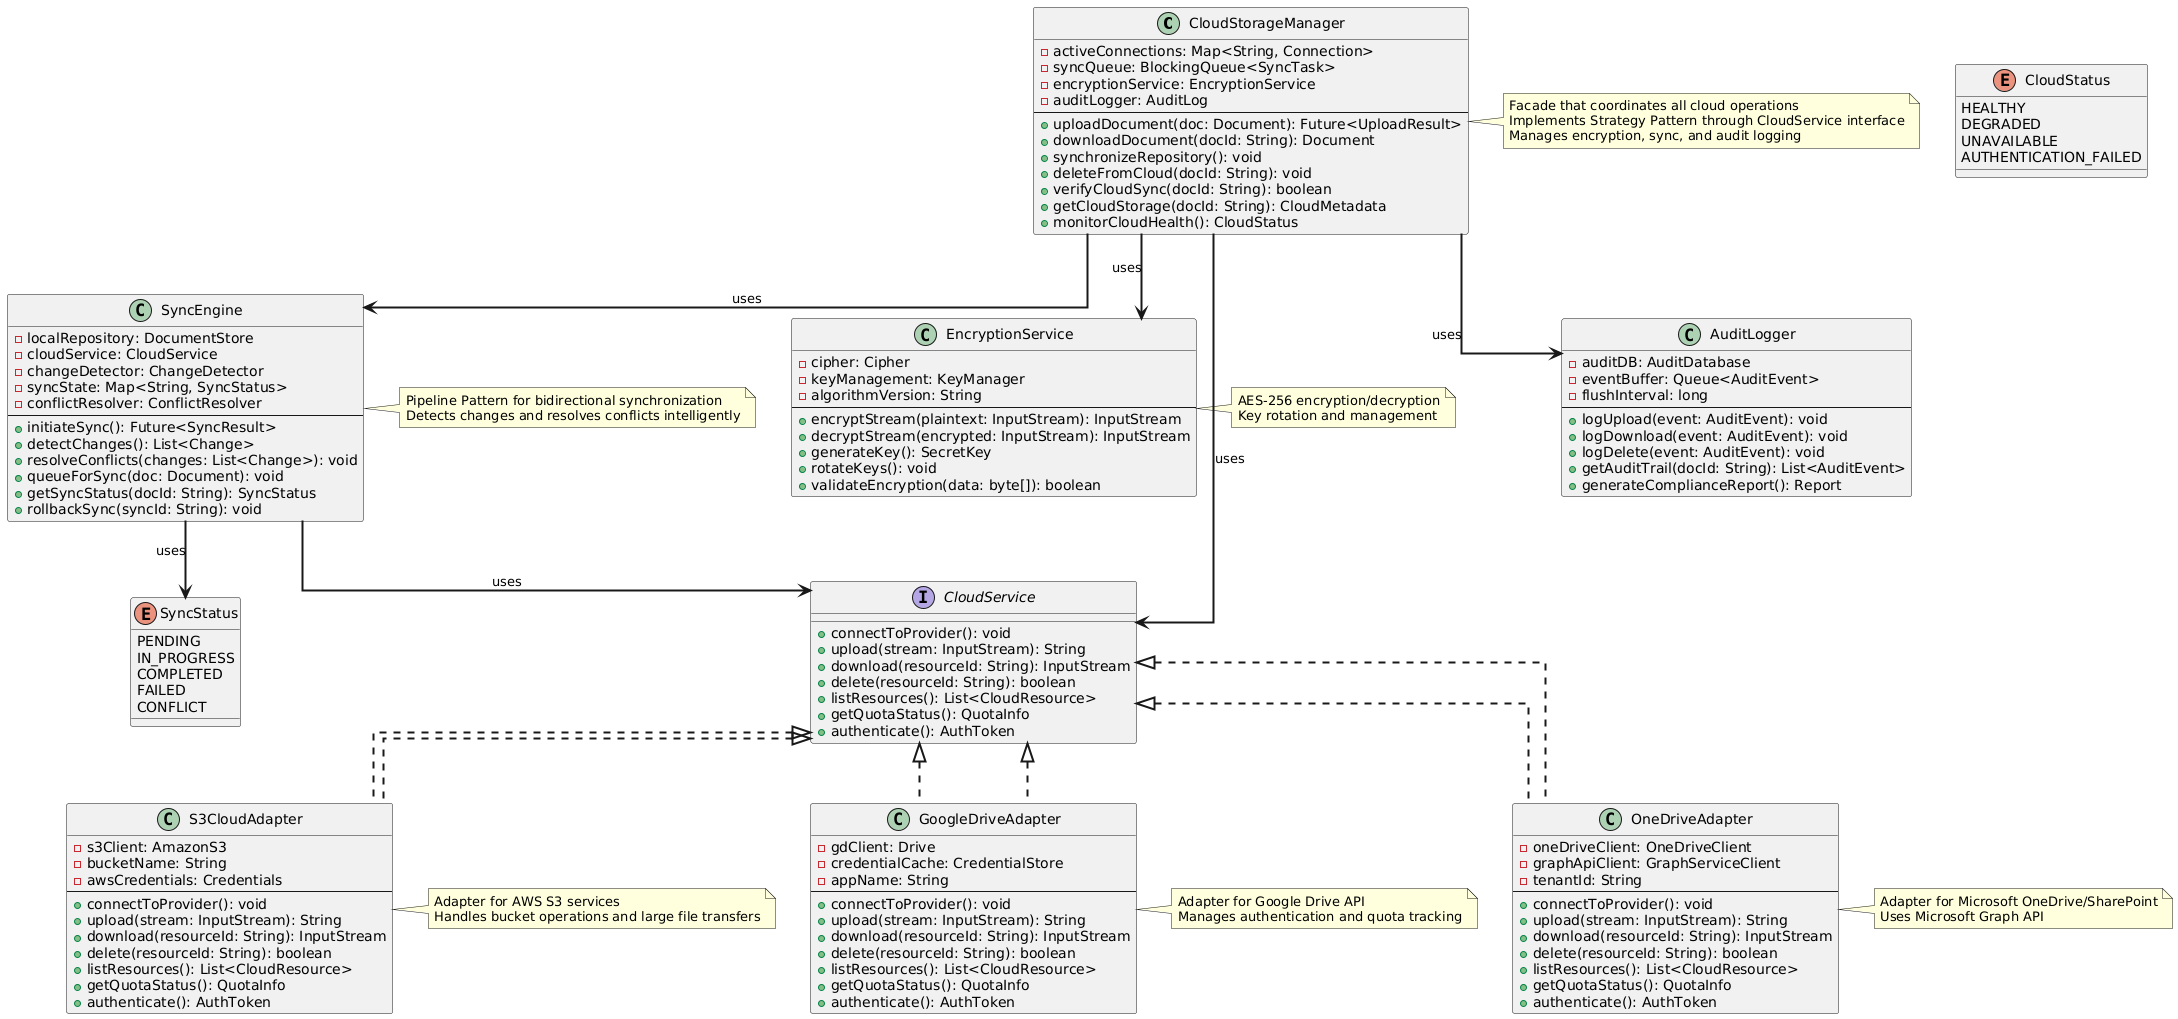 C CloudStorageManager
activeConnections: Map<String, Connection>
syncQueue: BlockingQueue<SyncTask>
encryptionService: EncryptionService
auditLogger: AuditLog
uploadDocument(doc: Document): Future<UploadResult>
downloadDocument(docId: String): Document
synchronizeRepository(): void
deleteFromCloud(docId: String): void
verifyCloudSync(docId: String): boolean
getCloudStorage(docId: String): CloudMetadata
monitorCloudHealth(): CloudStatus
Facade that coordinates all cloud operations
Implements Strategy Pattern through CloudService interface
Manages encryption, sync, and audit logging
E CloudStatus
HEALTHY
DEGRADED
UNAVAILABLE
AUTHENTICATION_FAILED
uses
uses
uses
uses
C SyncEngine
localRepository: DocumentStore
cloudService: CloudService
changeDetector: ChangeDetector
syncState: Map<String, SyncStatus>
conflictResolver: ConflictResolver
initiateSync(): Future<SyncResult>
detectChanges(): List<Change>
resolveConflicts(changes: List<Change>): void
queueForSync(doc: Document): void
getSyncStatus(docId: String): SyncStatus
rollbackSync(syncId: String): void
Pipeline Pattern for bidirectional synchronization
Detects changes and resolves conflicts intelligently
C EncryptionService
cipher: Cipher
keyManagement: KeyManager
algorithmVersion: String
encryptStream(plaintext: InputStream): InputStream
decryptStream(encrypted: InputStream): InputStream
generateKey(): SecretKey
rotateKeys(): void
validateEncryption(data: byte[]): boolean
AES-256 encryption/decryption
Key rotation and management
C AuditLogger
auditDB: AuditDatabase
eventBuffer: Queue<AuditEvent>
flushInterval: long
logUpload(event: AuditEvent): void
logDownload(event: AuditEvent): void
logDelete(event: AuditEvent): void
getAuditTrail(docId: String): List<AuditEvent>
generateComplianceReport(): Report
uses
uses
E SyncStatus
PENDING
IN_PROGRESS
COMPLETED
FAILED
CONFLICT
I CloudService
connectToProvider(): void
upload(stream: InputStream): String
download(resourceId: String): InputStream
delete(resourceId: String): boolean
listResources(): List<CloudResource>
getQuotaStatus(): QuotaInfo
authenticate(): AuthToken
C S3CloudAdapter
s3Client: AmazonS3
bucketName: String
awsCredentials: Credentials
connectToProvider(): void
upload(stream: InputStream): String
download(resourceId: String): InputStream
delete(resourceId: String): boolean
listResources(): List<CloudResource>
getQuotaStatus(): QuotaInfo
authenticate(): AuthToken
Adapter for AWS S3 services
Handles bucket operations and large file transfers
C GoogleDriveAdapter
gdClient: Drive
credentialCache: CredentialStore
appName: String
connectToProvider(): void
upload(stream: InputStream): String
download(resourceId: String): InputStream
delete(resourceId: String): boolean
listResources(): List<CloudResource>
getQuotaStatus(): QuotaInfo
authenticate(): AuthToken
Adapter for Google Drive API
Manages authentication and quota tracking
C OneDriveAdapter
oneDriveClient: OneDriveClient
graphApiClient: GraphServiceClient
tenantId: String
connectToProvider(): void
upload(stream: InputStream): String
download(resourceId: String): InputStream
delete(resourceId: String): boolean
listResources(): List<CloudResource>
getQuotaStatus(): QuotaInfo
authenticate(): AuthToken
Adapter for Microsoft OneDrive/SharePoint
Uses Microsoft Graph API